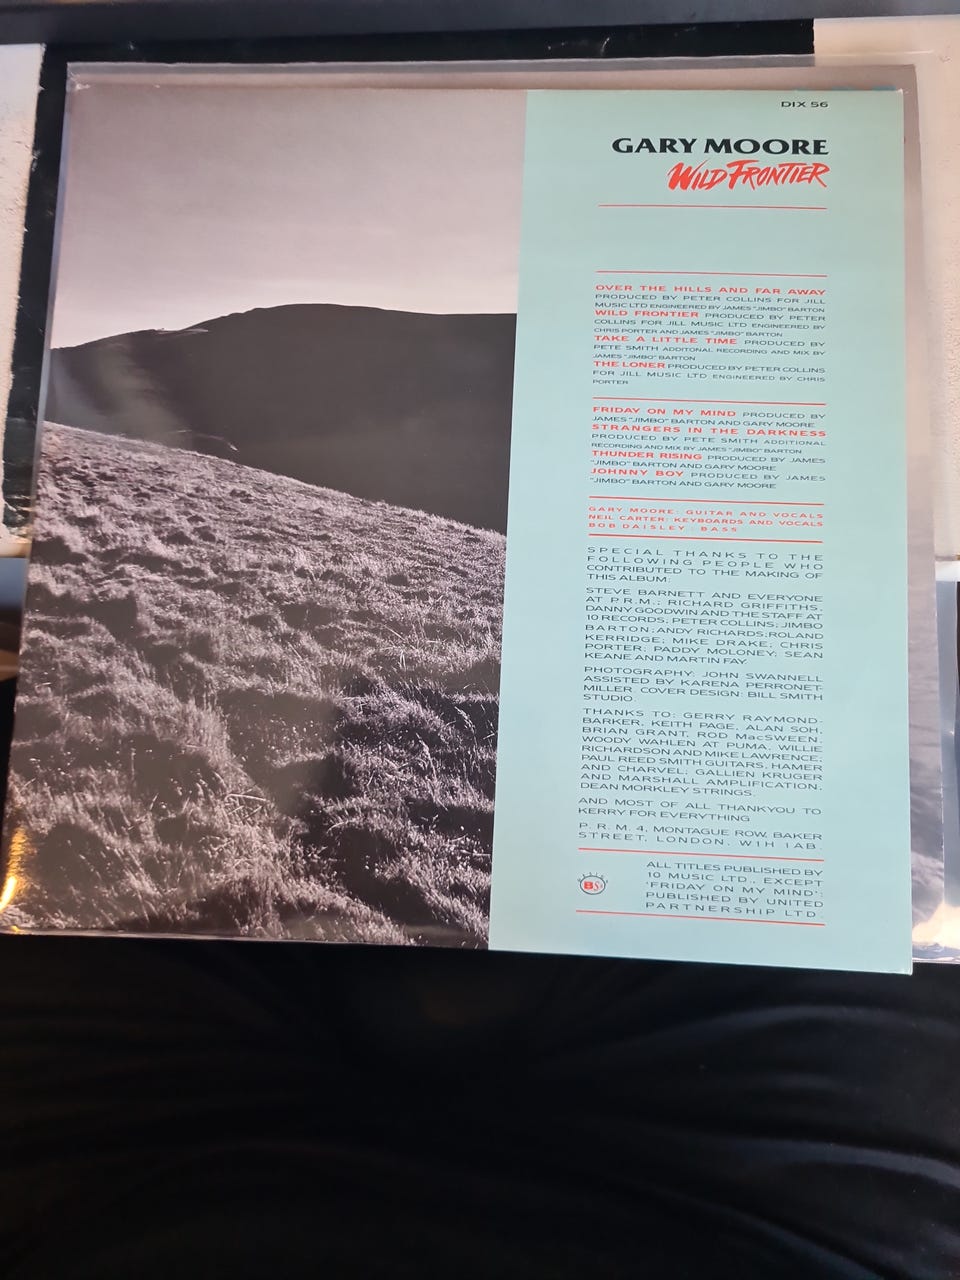 DIX 56
GARY MOORE
WILD FRONTIER
OVER THE HILLS AND FAR AWAY
PRODUCED BY PETER COLLINS FOR JILL
MUSIC LTD ENGINEERED BY JAMES "JIMBO" BARTON
WILD FRONTIER PRODUCED BY PETER
COLLINS FOR JILL MUSIC LTD ENGINEERED BY
CHRIS PORTER AND JAMES "JIMBO" BARTON
TAKE A LITTLE TIME PRODUCED BY
PETE SMITH ADDITONAL RECORDING AND MIX BY
JAMES "JIMBO" BARTON
THE LONER PRODUCED BY PETER COLLINS
FOR JILL MUSIC LTD ENGINEERED BY CHRIS
PORTER
FRIDAY ON MY MIND PRODUCED BY
JAMES "JIMBO" BARTON AND GARY MOORE
STRANGERS IN THE DARKNESS
PRODUCED BY PETE SMITH ADDITIONAL
RECORDING AND MIX BY JAMES "JIMBO" BARTON
THUNDER RISING PRODUCED BY JAMES
"JIMBO" BARTON AND GARY MOORE
JOHNNY BOY PRODUCED BY JAMES
"JIMBO" BARTON AND GARY MOORE
GARY MOORE: GUITAR AND VOCALS
NEIL CARTER: KEYBOARDS AND VOCALS
BOB DAISLEY: BASS
SPECIAL THANKS TO THE
FOLLOWING PEOPLE WHO
CONTRIBUTED TO THE MAKING OF
THIS ALBUM:
STEVE BARNETT AND EVERYONE
AT P.R.M.; RICHARD GRIFFITHS,
DANNY GOODWIN AND THE STAFF AT
10 RECORDS; PETER COLLINS; JIMBO
BARTON; ANDY RICHARDS; ROLAND
KERRIDGE; MIKE DRAKE; CHRIS
PORTER; PADDY MOLONEY; SEAN
KEANE AND MARTIN FAY
PHOTOGRAPHY: JOHN SWANNELL
ASSISTED BY KARENA PERRONET-
MILLER. COVER DESIGN: BILL SMITH
STUDIO.
THANKS TO: GERRY RAYMOND-
BARKER, KEITH PAGE, ALAN SOH,
BRIAN GRANT, ROD MacSWEEN,
WOODY WAHLEN AT PUMA, WILLIE
RICHARDSON AND MIKE LAWRENCE;
PAUL REED SMITH GUITARS, HAMER
AND CHARVEL; GALLIEN KRUGER
AND MARSHALL AMPLIFICATION,
DEAN MORKLEY STRINGS,
AND MOST OF ALL THANKYOU TO
KERRY FOR EVERYTHING
P.R.M. 4, MONTAGUE ROW, BAKER
STREET, LONDON. W1H 1AB.
BS
ALL TITLES PUBLISHED BY
10 MUSIC LTD., EXCEPT
'FRIDAY ON MY MIND':
PUBLISHED BY UNITED
PARTNERSHIP LTD.